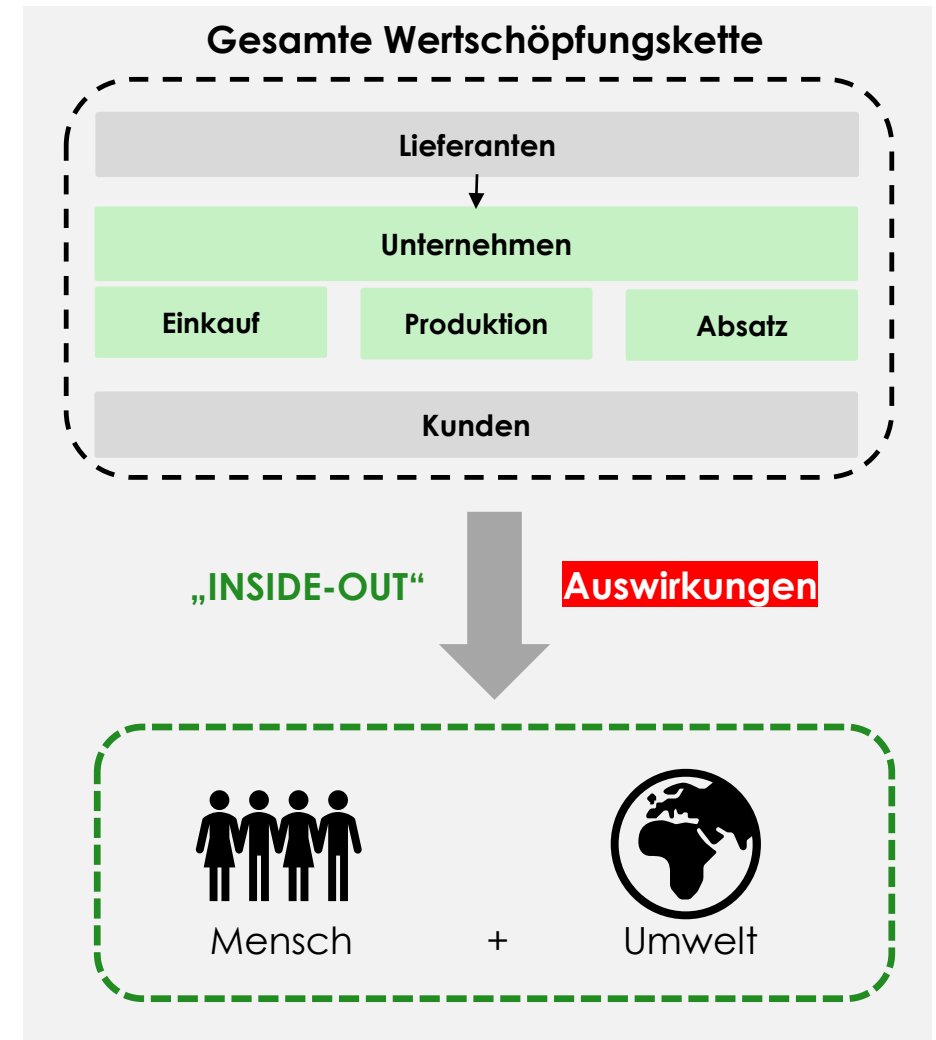 Gesamte Wertschöpfungskette
Lieferanten
Unternehmen
Einkauf
Produktion
Absatz
Kunden
„INSIDE-OUT“
Auswirkungen
Mensch + Umwelt